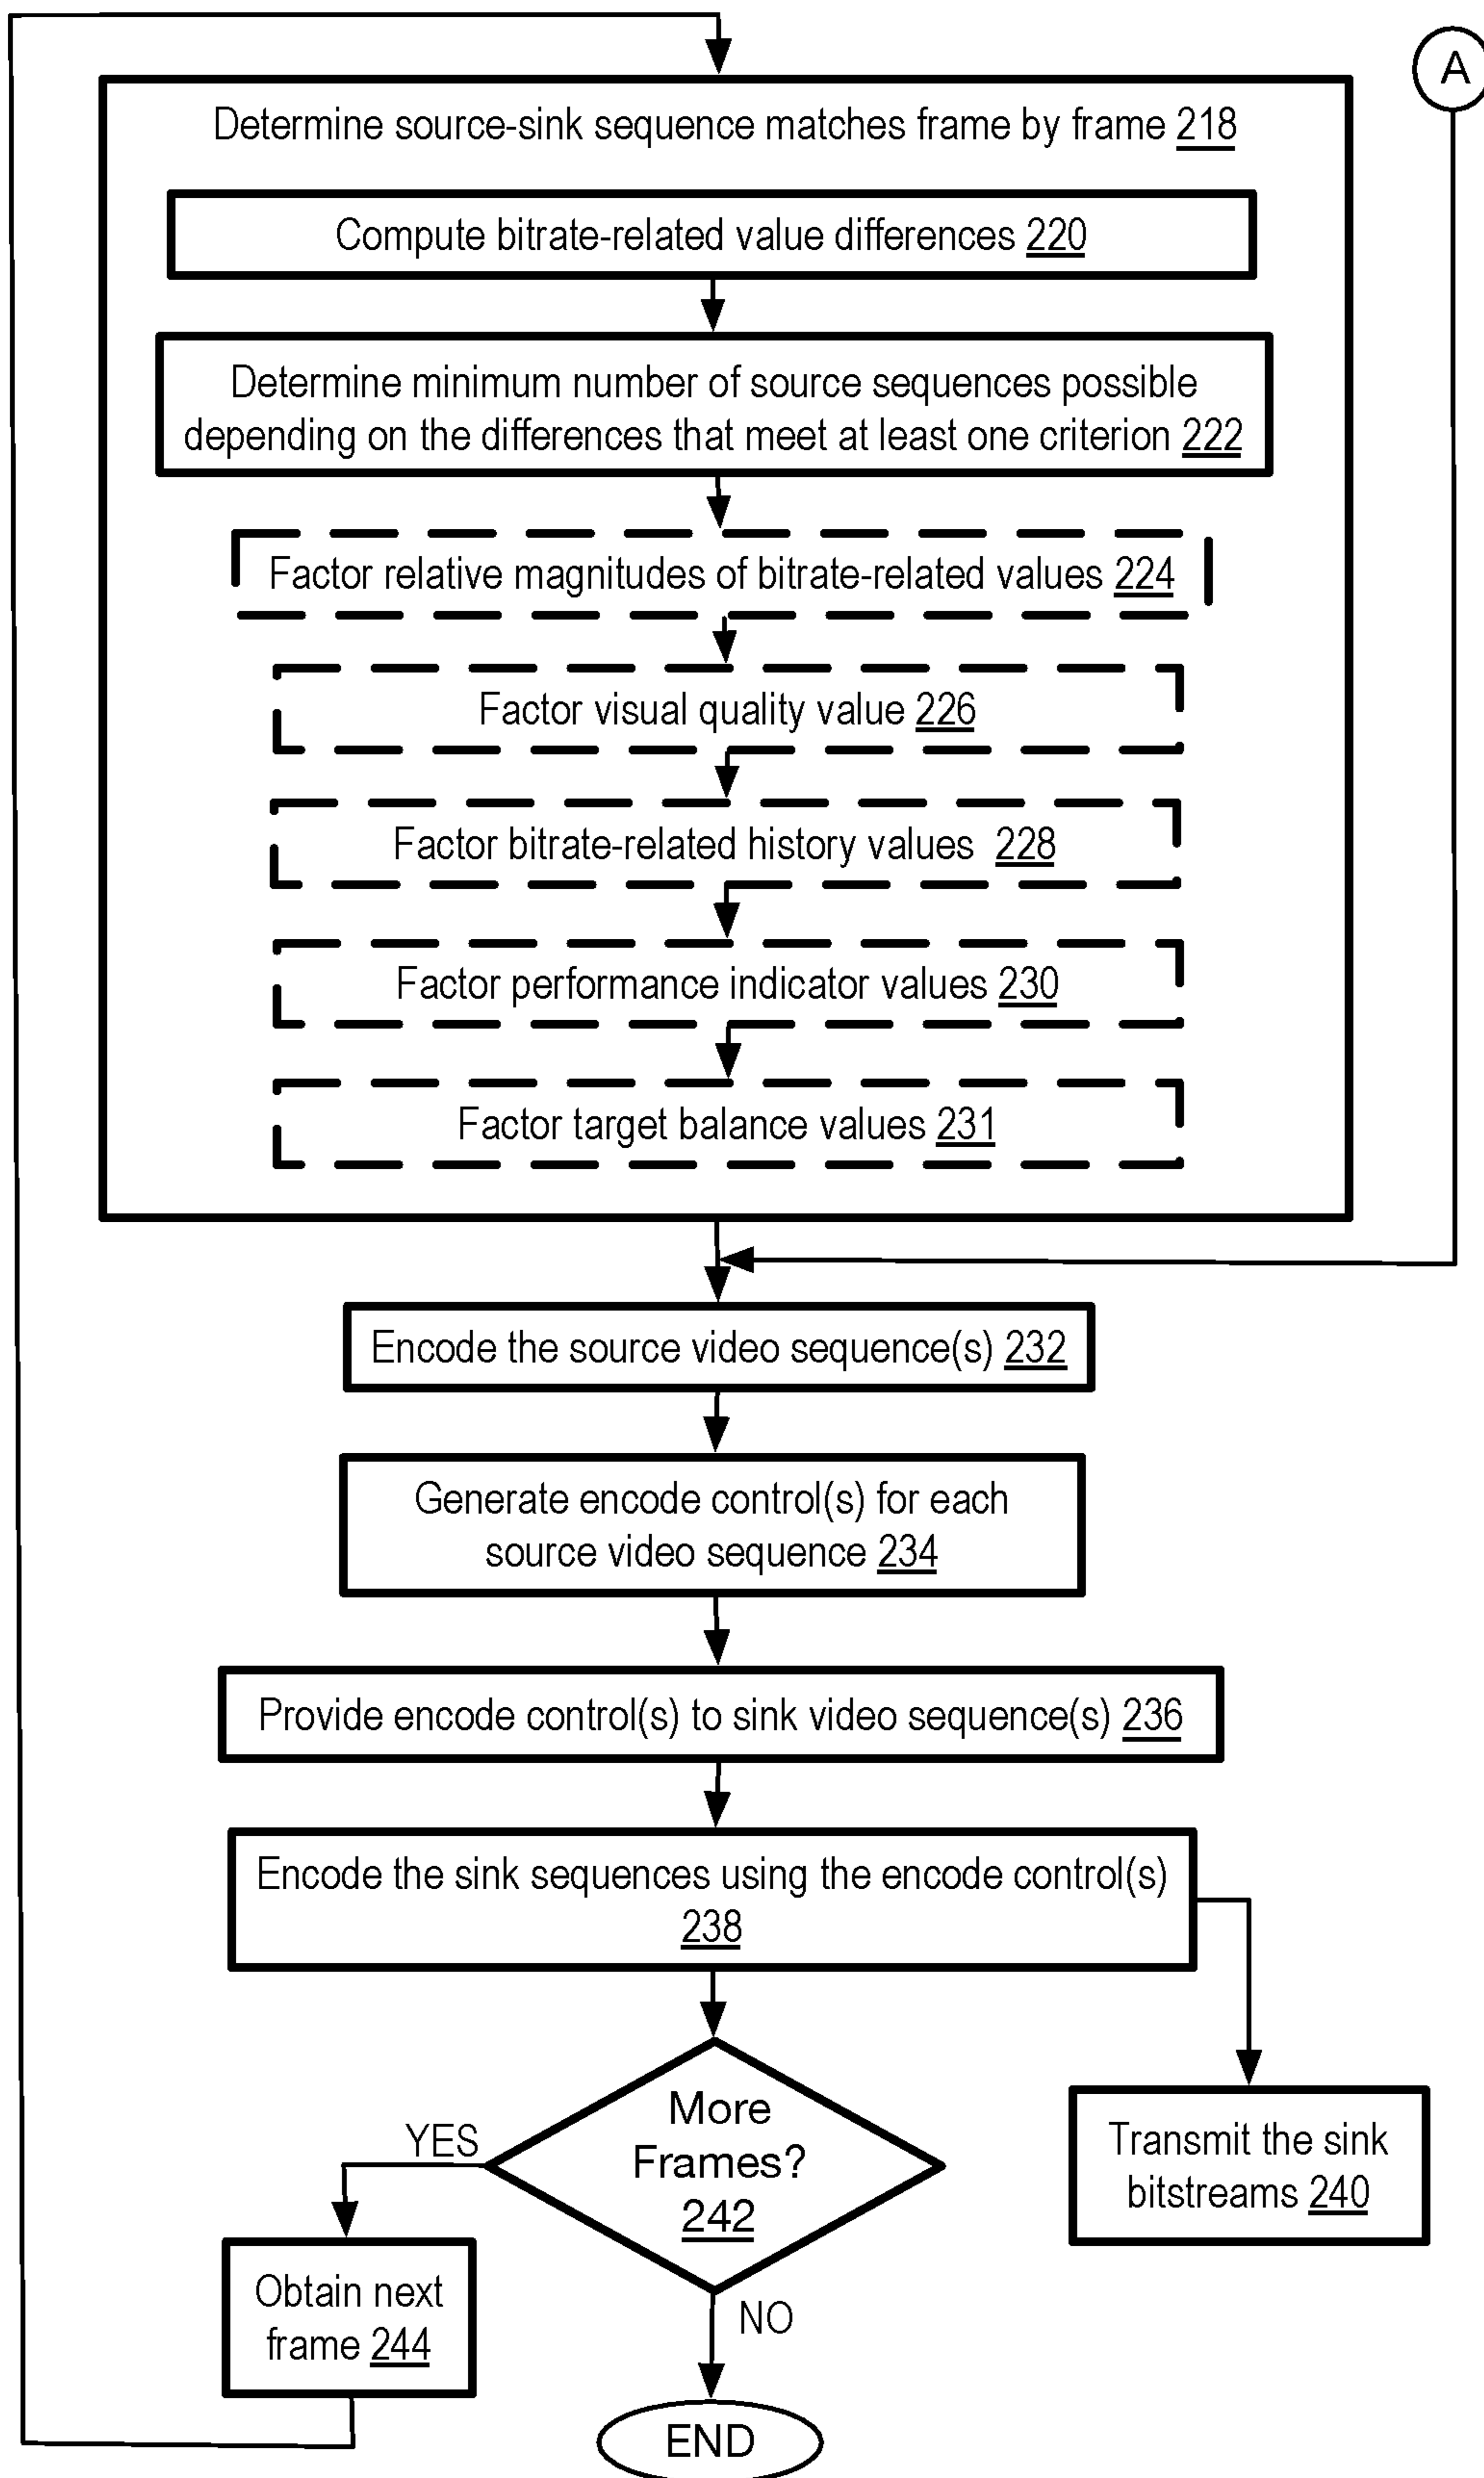 A
Determine source-sink sequence matches frame by frame 218
Compute bitrate-related value differences 220
Determine minimum number of source sequences possible
depending on the differences that meet at least one criterion 222
Factor relative magnitudes of bitrate-related values 224
Factor visual quality value 226
Factor bitrate-related history values 228
Factor performance indicator values 230
Factor target balance values 231
Encode the source video sequence(s) 232
Generate encode control(s) for each
source video sequence 234
Provide encode control(s) to sink video sequence(s) 236
Encode the sink sequences using the encode control(s)
238
More
Frames?
242
YES
Transmit the sink
bitstreams 240
Obtain next
frame 244
NO
END